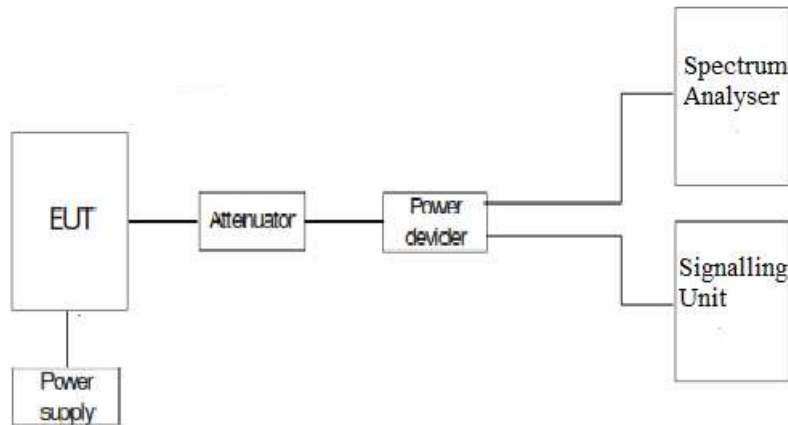 Spectrum
Analyser
EUT
Attenuator
Power
devider
Signalling
Unit
Power
supply